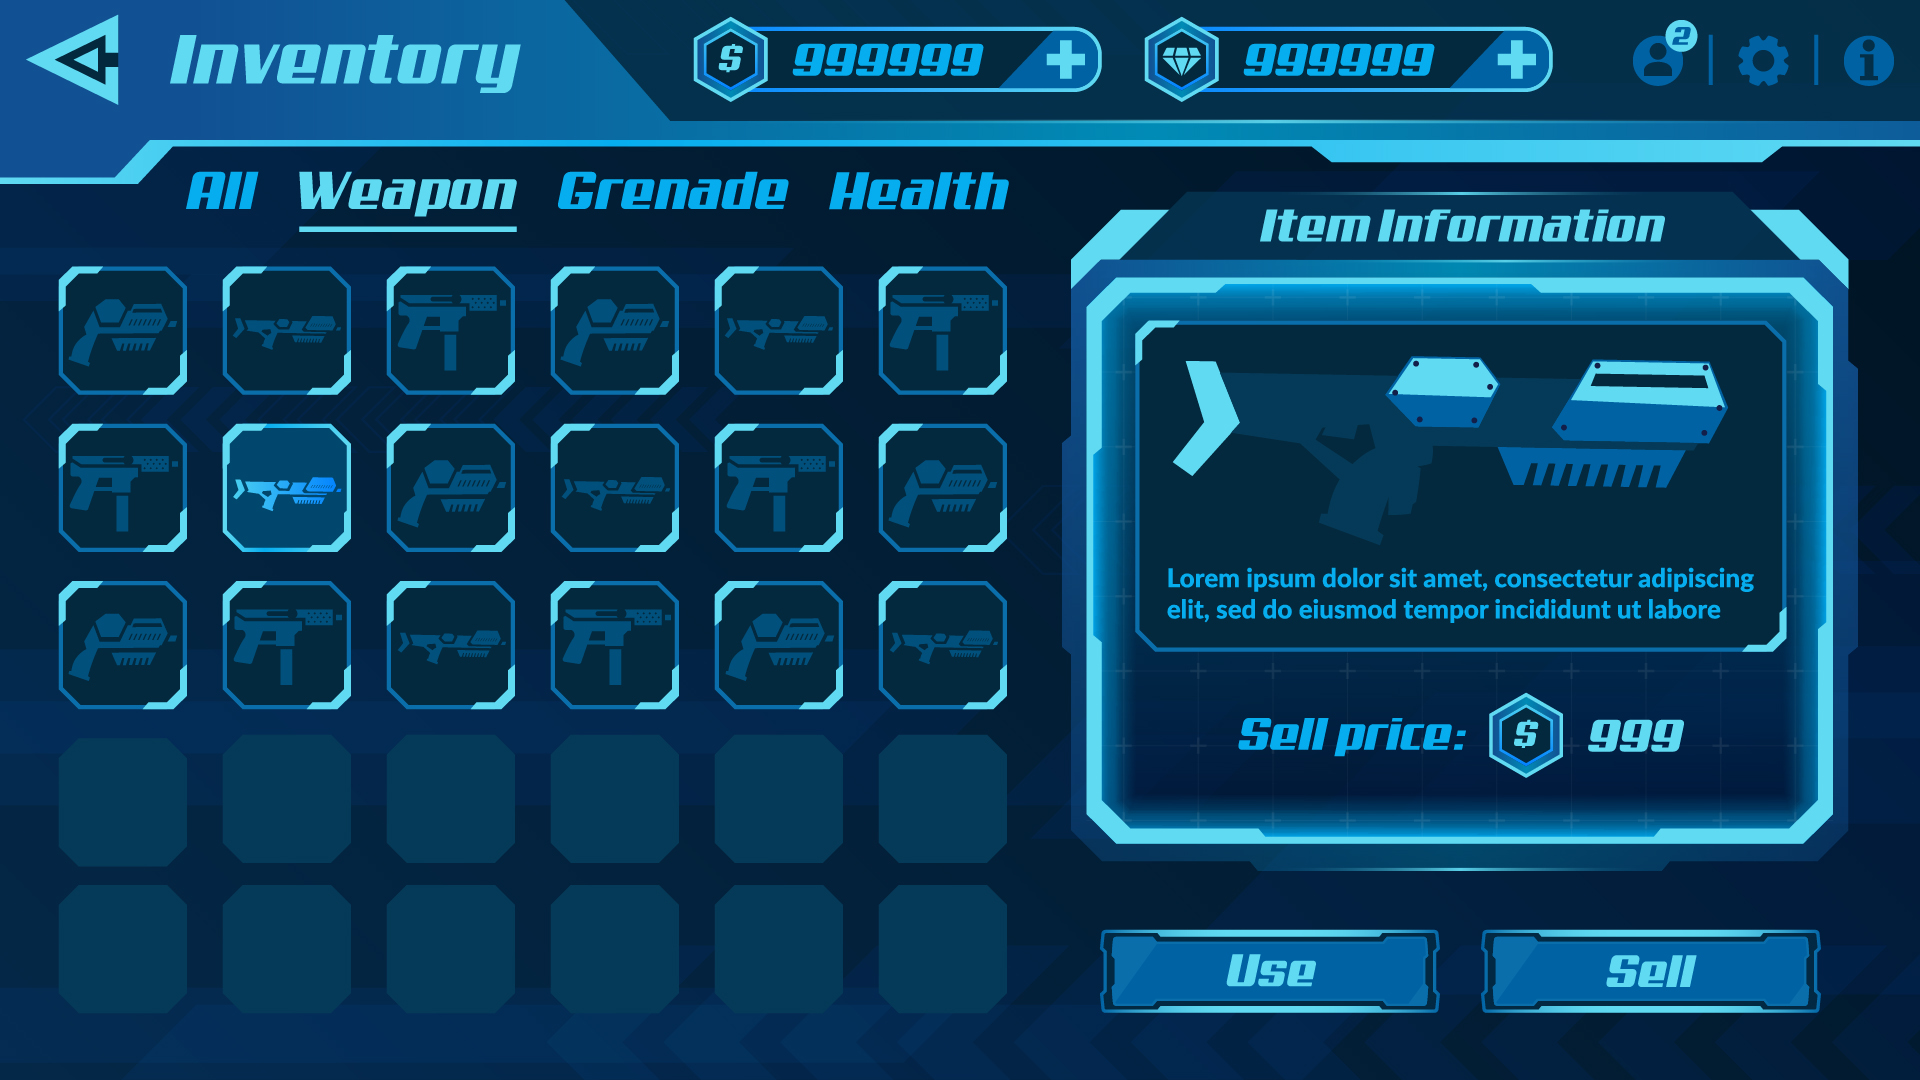 Inventory
$ 999999 +
999999 +
2
i
All Weapon Grenade Health
Item Information
Lorem ipsum dolor sit amet, consectetur adipiscing
elit, sed do eiusmod tempor incididunt ut labore
Sell price: $ 999
Use
Sell